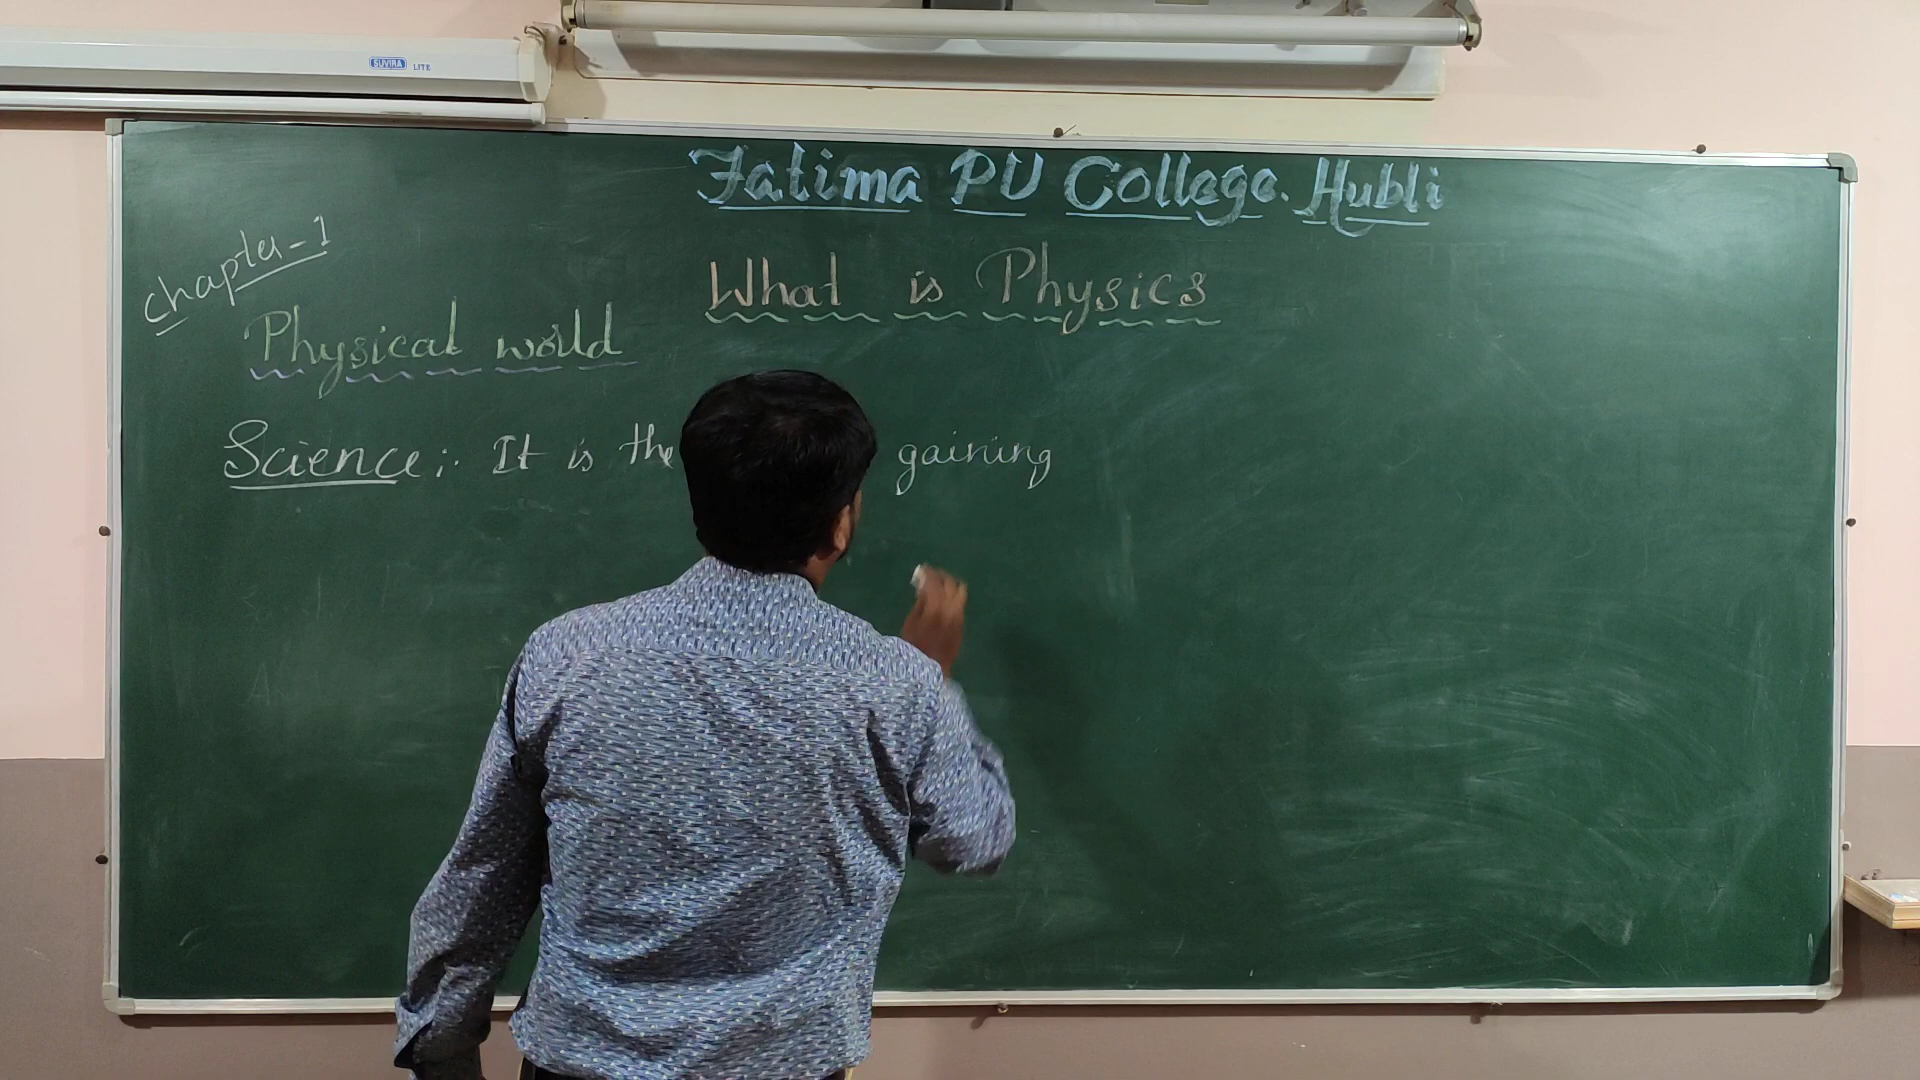 SUVIRA LITE
Fatima PU College. Hubli
Chapter-1
What is Physics
Physical world
Science:. It is the gaining